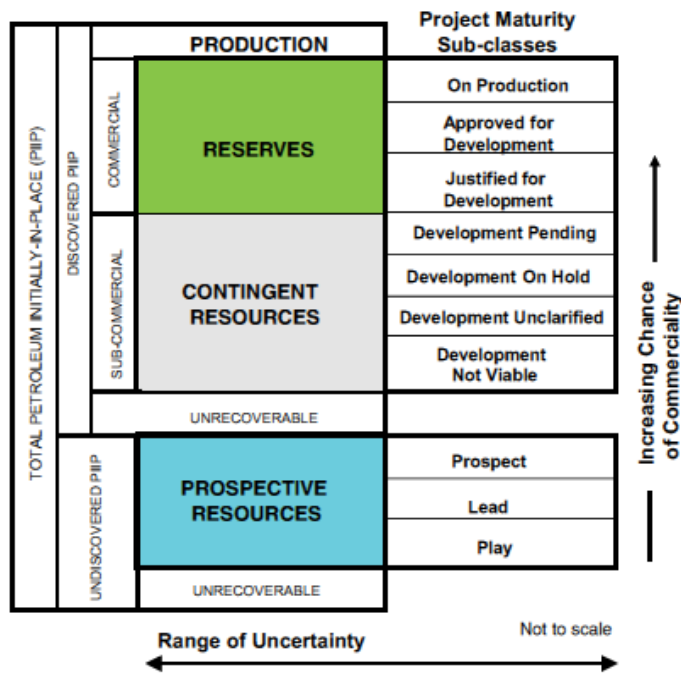 Project Maturity
Sub-classes
PRODUCTION
On Production
Approved for
Development
Justified for
Development
RESERVES
COMMERCIAL
Development Pending
Development On Hold
Development Unclarified
Development
Not Viable
CONTINGENT
RESOURCES
SUB-COMMERCIAL
DISCOVERED PIIP
TOTAL PETROLEUM INITIALLY-IN-PLACE (PIIP)
UNRECOVERABLE
Prospect
Lead
Play
PROSPECTIVE
RESOURCES
UNDISCOVERED PIIP
UNRECOVERABLE
Increasing Chance
of Commerciality
Range of Uncertainty
Not to scale